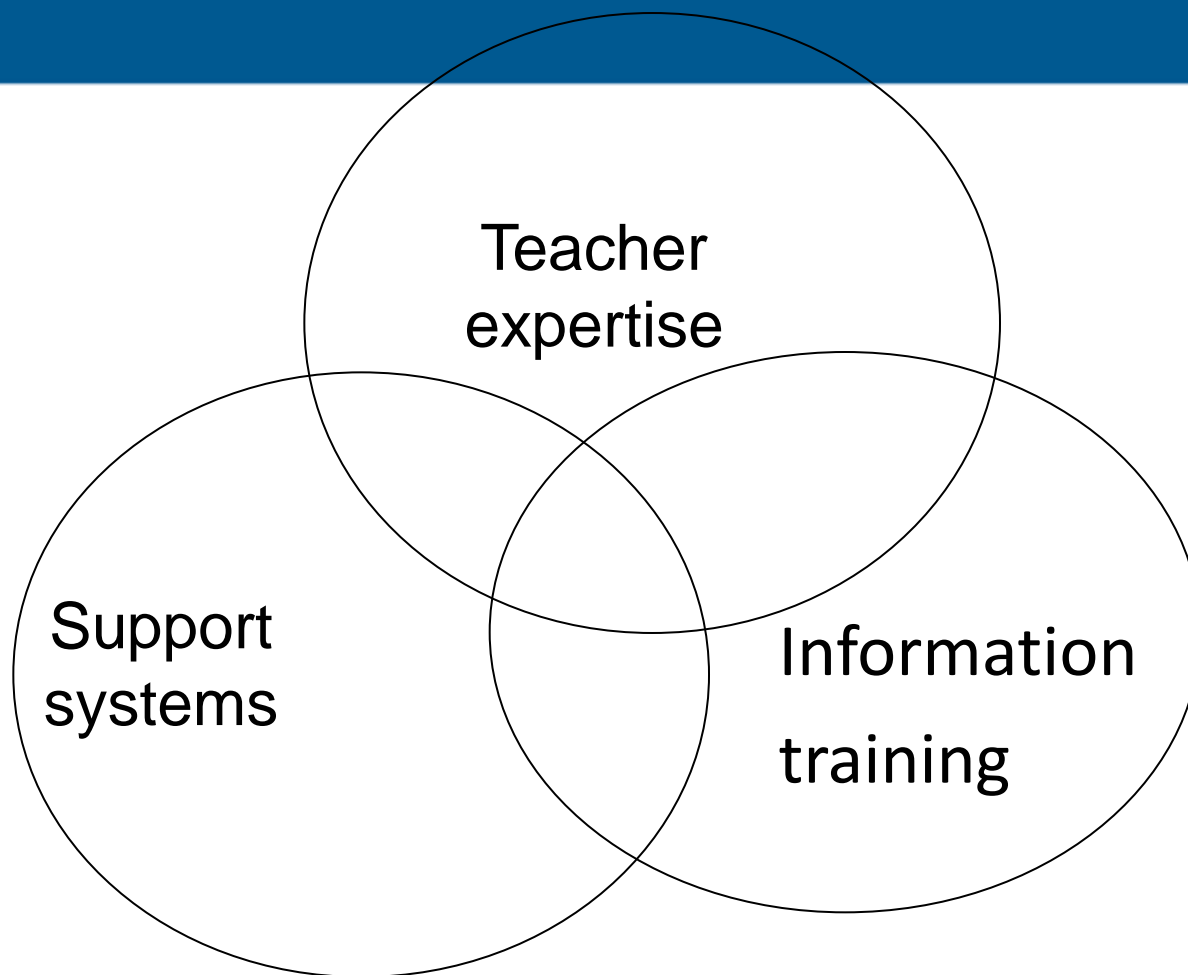 Teacher
expertise
Support
systems
Information
training